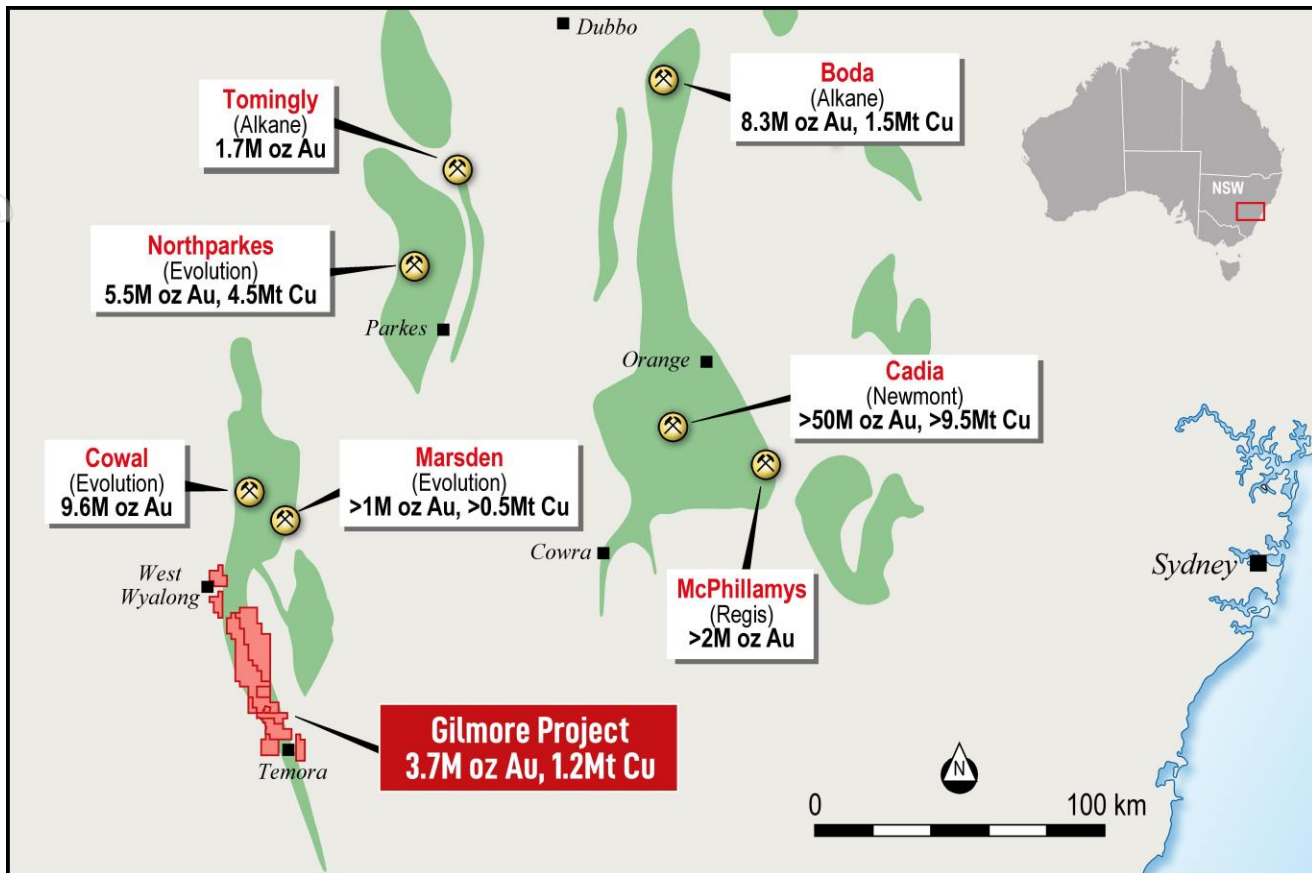 Dubbo
Tomingly
(Alkane)
1.7M oz Au
Boda
(Alkane)
8.3M oz Au, 1.5Mt Cu
NSW
Northparkes
(Evolution)
5.5M oz Au, 4.5Mt Cu
Parkes
Orange
Cadia
(Newmont)
>50M oz Au, >9.5Mt Cu
Cowal
(Evolution)
9.6M oz Au
Marsden
(Evolution)
>1M oz Au, >0.5Mt Cu
Cowra
West
Wyalong
McPhillamys
(Regis)
>2M oz Au
Sydney
Gilmore Project
3.7M oz Au, 1.2Mt Cu
Temora
N
0
100 km